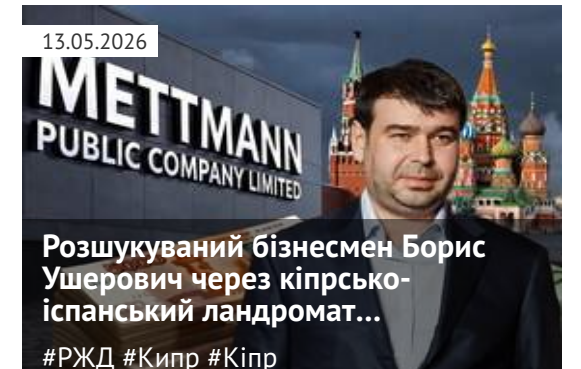 13.05.2026
METTMANN
PUBLIC COMPANY LIMITED
Розшукуваний бізнесмен Борис
Ушерович через кіпрсько-
іспанський ландромат...
#РЖД #Кипр #Кіпр